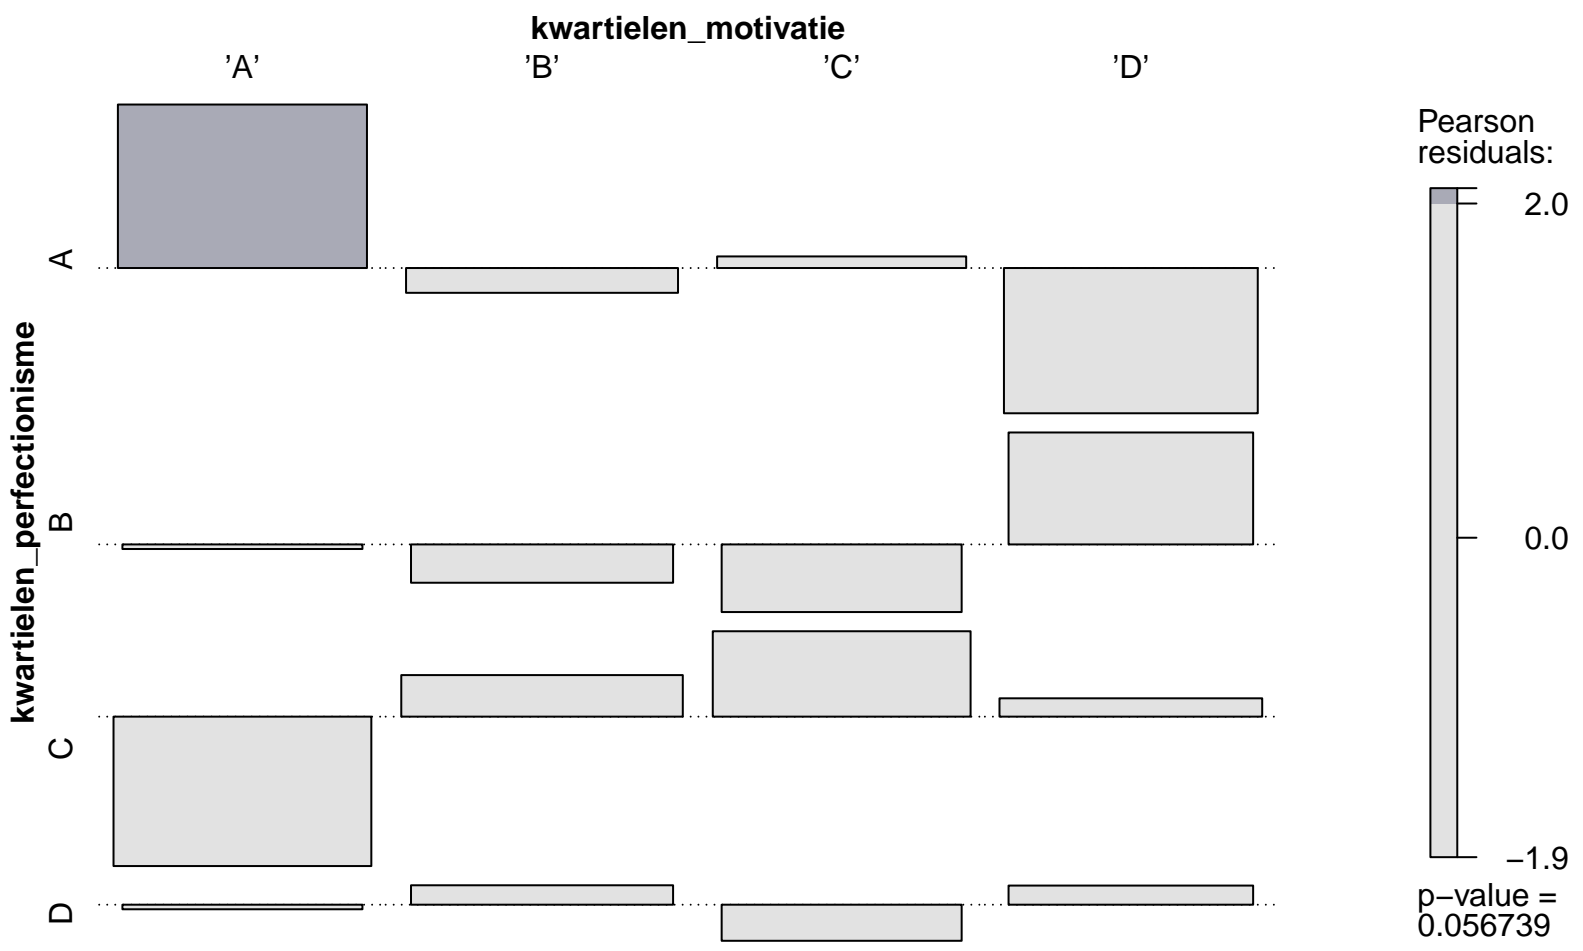 kwartielen_motivatie
’A’ ’B’ ’C’ ’D’
kwartielen_perfectionisme
A
B
C
D
Pearson
residuals:
2.0
0.0
−1.9
p−value =
0.056739